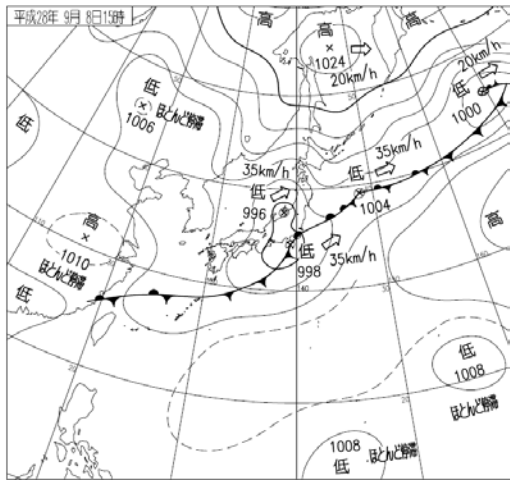 平成28年 9月 8日15時
高
1024
20km/h
20km/h
低
1000
低
ほとんど停滞
1006
低
35km/h
低
996
35km/h
低
1004
高
高
1010
ほとんど停滞
低
998
35km/h
低
低
1008
ほとんど停滞
1008
低
ほとんど停滞
40
20